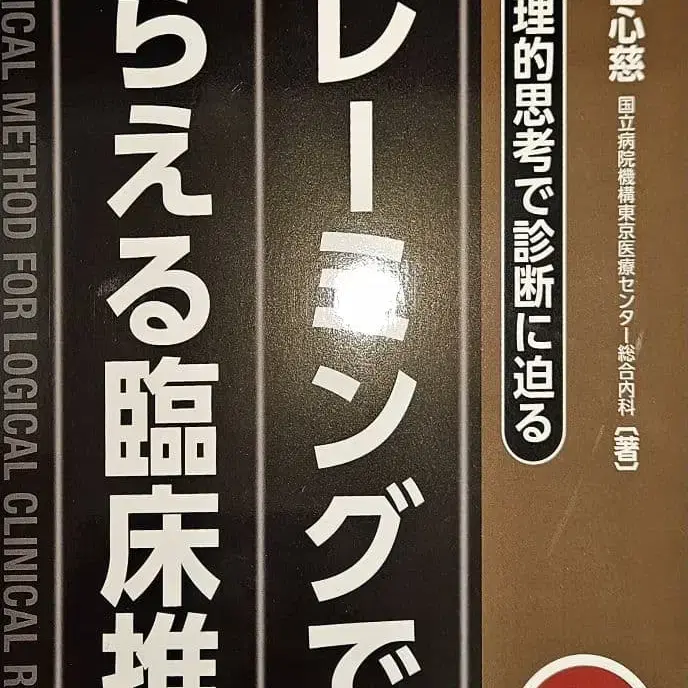 心慈 国立病院機構東京医療センター総合内科〔著〕
理的思考で診断に迫る
レーミングで
らえる臨床推
ICAL METHOD FOR LOGICAL CLINICAL R